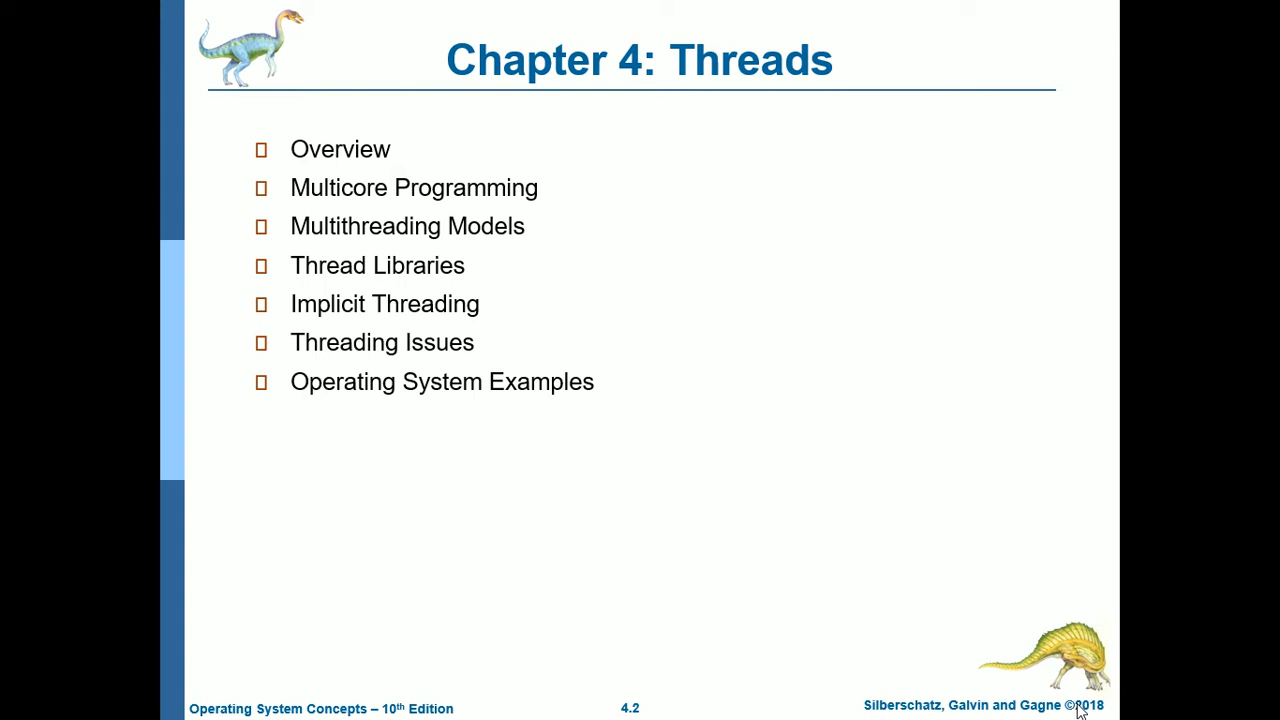 Chapter 4: Threads
Overview
Multicore Programming
Multithreading Models
Thread Libraries
Implicit Threading
Threading Issues
Operating System Examples
Operating System Concepts – 10th Edition
4.2
Silberschatz, Galvin and Gagne ©2018